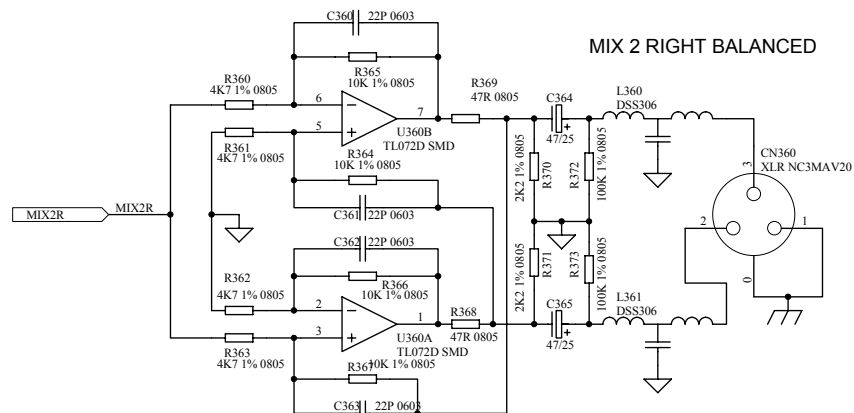 MIX 2 RIGHT BALANCED
C360
22P 0603
R365
10K 1% 0805
R360
4K7 1% 0805
6
5
7
U360B
TL072D SMD
R369
47R 0805
R361
4K7 1% 0805
R364
10K 1% 0805
C361
22P 0603
C364
47/25
L360
DSS306
2K2 1% 0805
R370
R372
100K 1% 0805
CN360
XLR NC3MAV20
3
2
1
0
MIX2R
MIX2R
C362
22P 0603
R366
10K 1% 0805
R362
4K7 1% 0805
2
3
1
U360A
TL072D SMD
R368
47R 0805
R363
4K7 1% 0805
R367
10K 1% 0805
C363
22P 0603
2K2 1% 0805
R371
R373
100K 1% 0805
C365
47/25
L361
DSS306